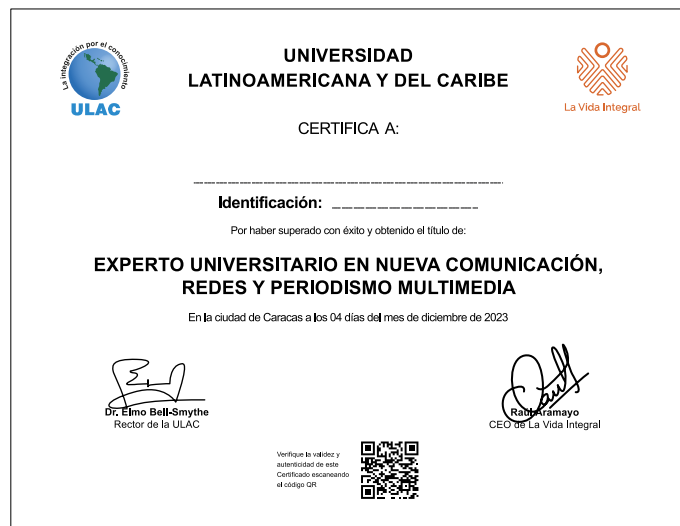 La integración por el conocimiento
ULAC
UNIVERSIDAD
LATINOAMERICANA Y DEL CARIBE
La Vida Integral
CERTIFICA A:
Identificación:
Por haber superado con éxito y obtenido el título de:
EXPERTO UNIVERSITARIO EN NUEVA COMUNICACIÓN,
REDES Y PERIODISMO MULTIMEDIA
En la ciudad de Caracas a los 04 días del mes de diciembre de 2023
Dr. Elmo Bell-Smythe
Rector de la ULAC
Raúl Aramayo
CEO de La Vida Integral
Verifique la validez y
autenticidad de este
Certificado escaneando
el código QR